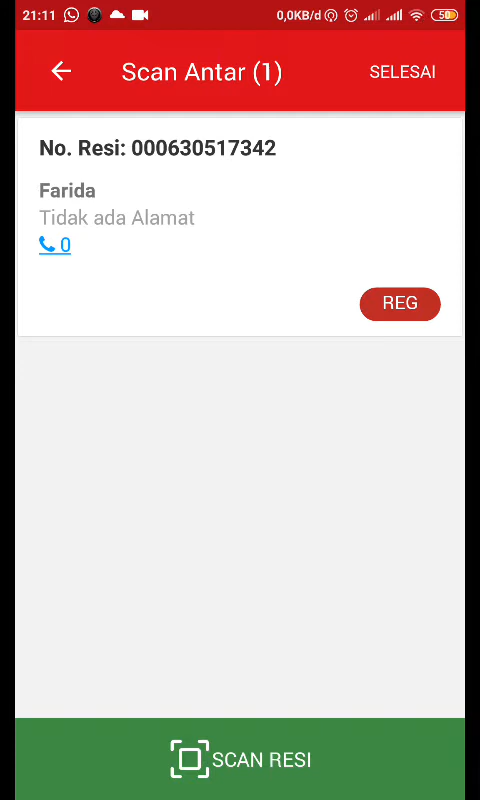 21:11 0,0KB/d 50
Scan Antar (1) SELESAI
No. Resi: 000630517342
Farida
Tidak ada Alamat
0
REG
SCAN RESI